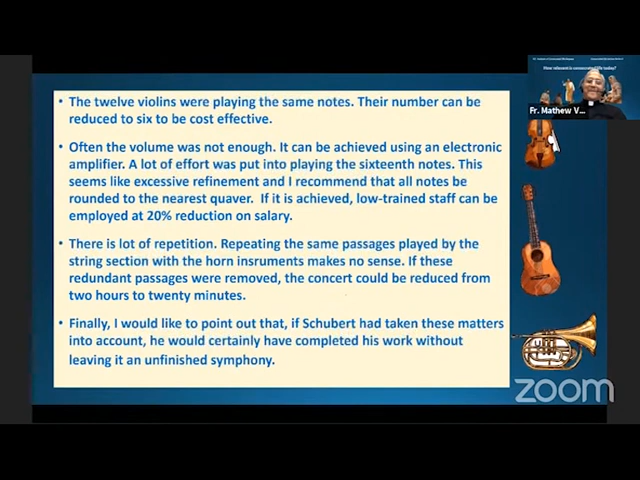 • The twelve violins were playing the same notes. Their number can be
reduced to six to be cost effective.
• Often the volume was not enough. It can be achieved using an electronic
amplifier. A lot of effort was put into playing the sixteenth notes. This
seems like excessive refinement and I recommend that all notes be
rounded to the nearest quaver. If it is achieved, low-trained staff can be
employed at 20% reduction on salary.
• There is lot of repetition. Repeating the same passages played by the
string section with the horn insruments makes no sense. If these
redundant passages were removed, the concert could be reduced from
two hours to twenty minutes.
• Finally, I would like to point out that, if Schubert had taken these matters
into account, he would certainly have completed his work without
leaving it an unfinished symphony.
Fr. Mathew V...
zoom